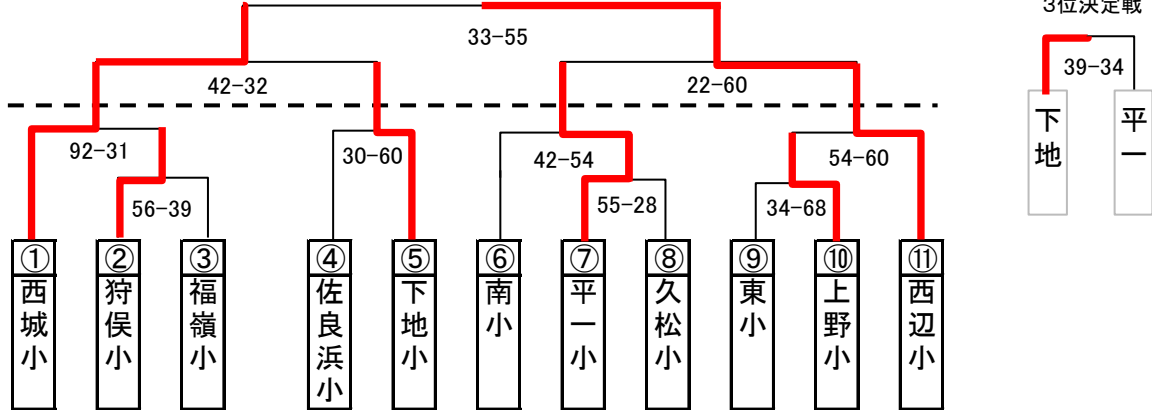 3位決定戦
33-55
39-34
42-32
22-60
92-31
30-60
42-54
54-60
56-39
55-28
34-68
下地
平一
①
西城小
②
狩俣小
③
福嶺小
④
佐良浜小
⑤
下地小
⑥
南小
⑦
平一小
⑧
久松小
⑨
東小
⑩
上野小
⑪
西辺小